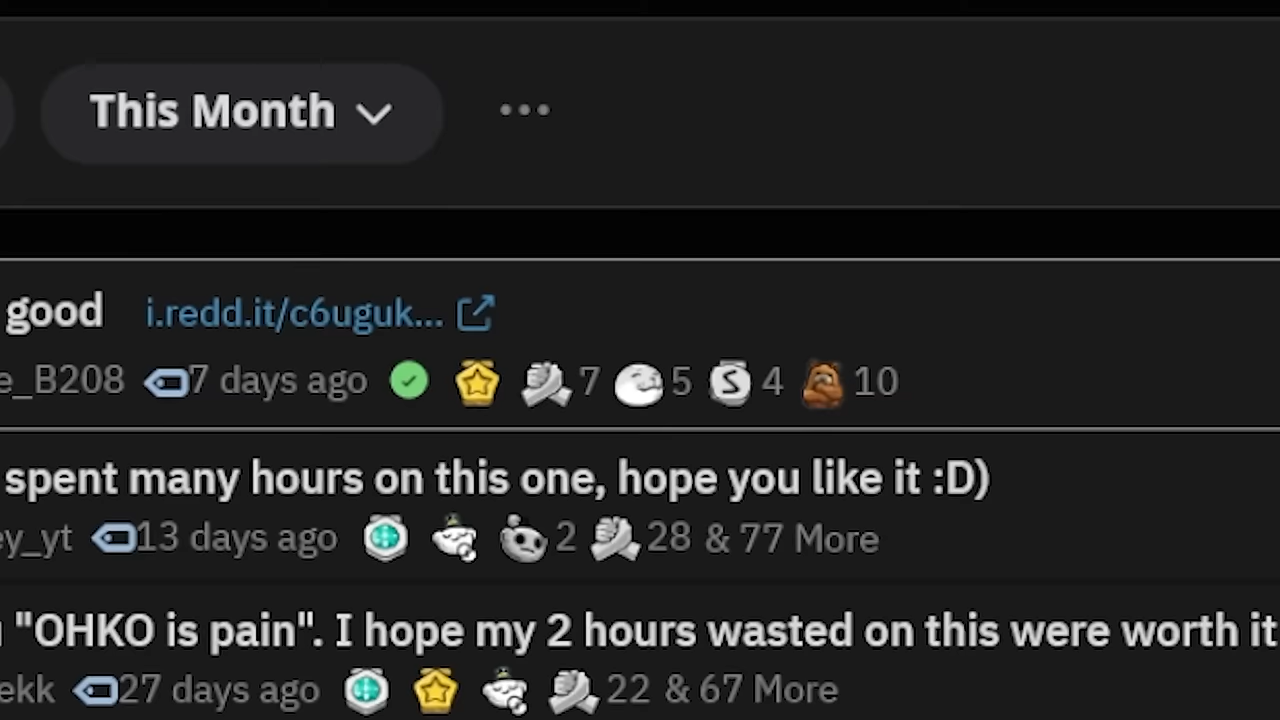 This Month
good i.redd.it/c6uguk...
e_B208 7 days ago 7 5 4 10
spent many hours on this one, hope you like it :D)
ey_yt 13 days ago 2 28 & 77 More
"OHKO is pain". I hope my 2 hours wasted on this were worth it
ekk 27 days ago 22 & 67 More